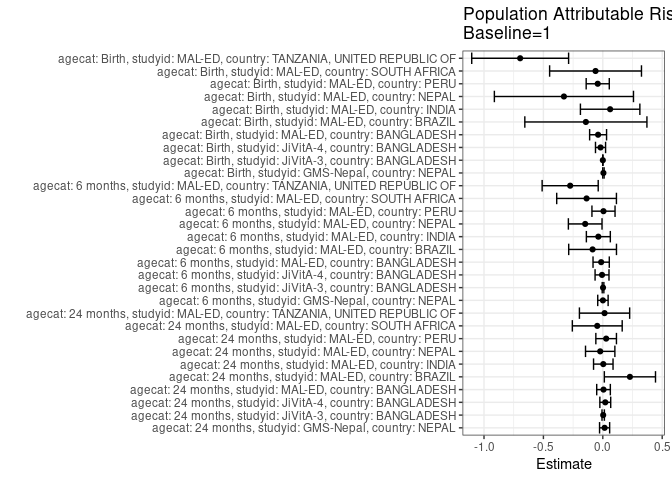 Population Attributable Ris
Baseline=1
agecat: Birth, studyid: MAL-ED, country: TANZANIA, UNITED REPUBLIC OF
agecat: Birth, studyid: MAL-ED, country: SOUTH AFRICA
agecat: Birth, studyid: MAL-ED, country: PERU
agecat: Birth, studyid: MAL-ED, country: NEPAL
agecat: Birth, studyid: MAL-ED, country: INDIA
agecat: Birth, studyid: MAL-ED, country: BRAZIL
agecat: Birth, studyid: MAL-ED, country: BANGLADESH
agecat: Birth, studyid: JiVitA-4, country: BANGLADESH
agecat: Birth, studyid: JiVitA-3, country: BANGLADESH
agecat: Birth, studyid: GMS-Nepal, country: NEPAL
agecat: 6 months, studyid: MAL-ED, country: TANZANIA, UNITED REPUBLIC OF
agecat: 6 months, studyid: MAL-ED, country: SOUTH AFRICA
agecat: 6 months, studyid: MAL-ED, country: PERU
agecat: 6 months, studyid: MAL-ED, country: NEPAL
agecat: 6 months, studyid: MAL-ED, country: INDIA
agecat: 6 months, studyid: MAL-ED, country: BRAZIL
agecat: 6 months, studyid: MAL-ED, country: BANGLADESH
agecat: 6 months, studyid: JiVitA-4, country: BANGLADESH
agecat: 6 months, studyid: JiVitA-3, country: BANGLADESH
agecat: 6 months, studyid: GMS-Nepal, country: NEPAL
agecat: 24 months, studyid: MAL-ED, country: TANZANIA, UNITED REPUBLIC OF
agecat: 24 months, studyid: MAL-ED, country: SOUTH AFRICA
agecat: 24 months, studyid: MAL-ED, country: PERU
agecat: 24 months, studyid: MAL-ED, country: NEPAL
agecat: 24 months, studyid: MAL-ED, country: INDIA
agecat: 24 months, studyid: MAL-ED, country: BRAZIL
agecat: 24 months, studyid: MAL-ED, country: BANGLADESH
agecat: 24 months, studyid: JiVitA-4, country: BANGLADESH
agecat: 24 months, studyid: JiVitA-3, country: BANGLADESH
agecat: 24 months, studyid: GMS-Nepal, country: NEPAL
-1.0 -0.5 0.0 0.5
Estimate